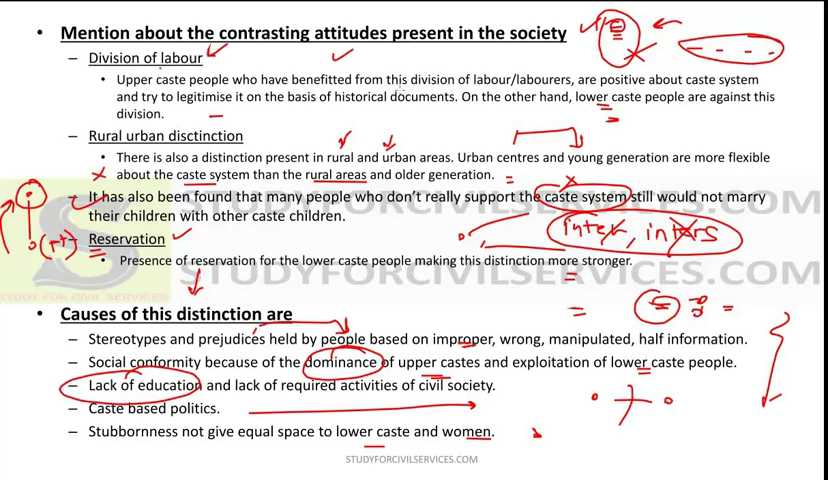 • Mention about the contrasting attitudes present in the society
– Division of labour
• Upper caste people who have benefitted from this division of labour/labourers, are positive about caste system
and try to legitimise it on the basis of historical documents. On the other hand, lower caste people are against this
division.
– Rural urban disctinction
• There is also a distinction present in rural and urban areas. Urban centres and young generation are more flexible
about the caste system than the rural areas and older generation.
– It has also been found that many people who don't really support the caste system still would not marry
their children with other caste children.
inter, inters
– Reservation
• Presence of reservation for the lower caste people making this distinction more stronger.
STUDYFORCIVILSERVICES.COM
STUDYFORCIVILSERVICES.COM
STUDY FOR CIVIL SERVICES
• Causes of this distinction are
– Stereotypes and prejudices held by people based on improper, wrong, manipulated, half information.
– Social conformity because of the dominance of upper castes and exploitation of lower caste people.
– Lack of education and lack of required activities of civil society.
– Caste based politics.
– Stubbornness not give equal space to lower caste and women.
STUDYFORCIVILSERVICES.COM